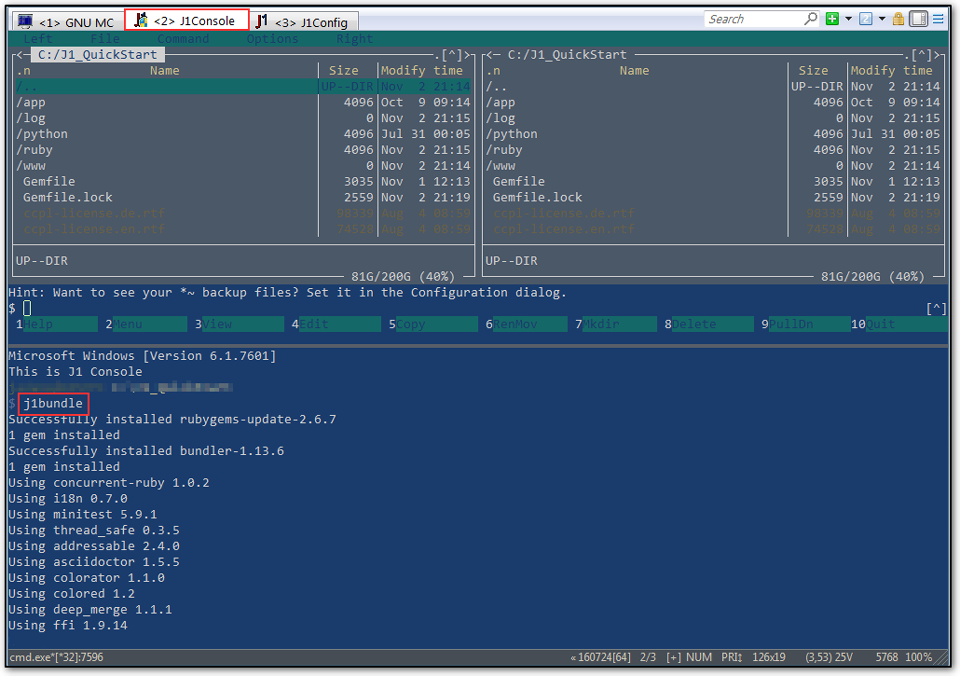 <1> GNU MC <2> J1Console <3> J1Config Search
Left File Command Options Right
<— C:/J1_QuickStart .[^]> <— C:/J1_QuickStart .[^]>
.n Name Size Modify time .n Name Size Modify time
/.. UP--DIR Nov 2 21:14 /.. UP--DIR Nov 2 21:14
/app 4096 Oct 9 09:14 /app 4096 Oct 9 09:14
/log 0 Nov 2 21:15 /log 0 Nov 2 21:15
/python 4096 Jul 31 00:05 /python 4096 Jul 31 00:05
/ruby 4096 Nov 2 21:15 /ruby 4096 Nov 2 21:15
/www 0 Nov 2 21:14 /www 0 Nov 2 21:14
Gemfile 3035 Nov 1 12:13 Gemfile 3035 Nov 1 12:13
Gemfile.lock 2559 Nov 2 21:19 Gemfile.lock 2559 Nov 2 21:19
ccpl-license.de.rtf 98339 Aug 4 08:59 ccpl-license.de.rtf 98339 Aug 4 08:59
ccpl-license.en.rtf 74528 Aug 4 08:59 ccpl-license.en.rtf 74528 Aug 4 08:59
UP--DIR UP--DIR
81G/200G (40%) 81G/200G (40%)
Hint: Want to see your *~ backup files? Set it in the Configuration dialog.
$ [^]
1Help 2Menu 3View 4Edit 5Copy 6RenMov 7Mkdir 8Delete 9PullDn 10Quit
Microsoft Windows [Version 6.1.7601]
This is J1 Console
$ j1bundle
Successfully installed rubygems-update-2.6.7
1 gem installed
Successfully installed bundler-1.13.6
1 gem installed
Using concurrent-ruby 1.0.2
Using i18n 0.7.0
Using minitest 5.9.1
Using thread_safe 0.3.5
Using addressable 2.4.0
Using asciidoctor 1.5.5
Using colorator 1.1.0
Using colored 1.2
Using deep_merge 1.1.1
Using ffi 1.9.14
cmd.exe*[*32]:7596 «160724[64] 2/3 [+] NUM PRI↕ 126x19 (3,53) 25V 5768 100%